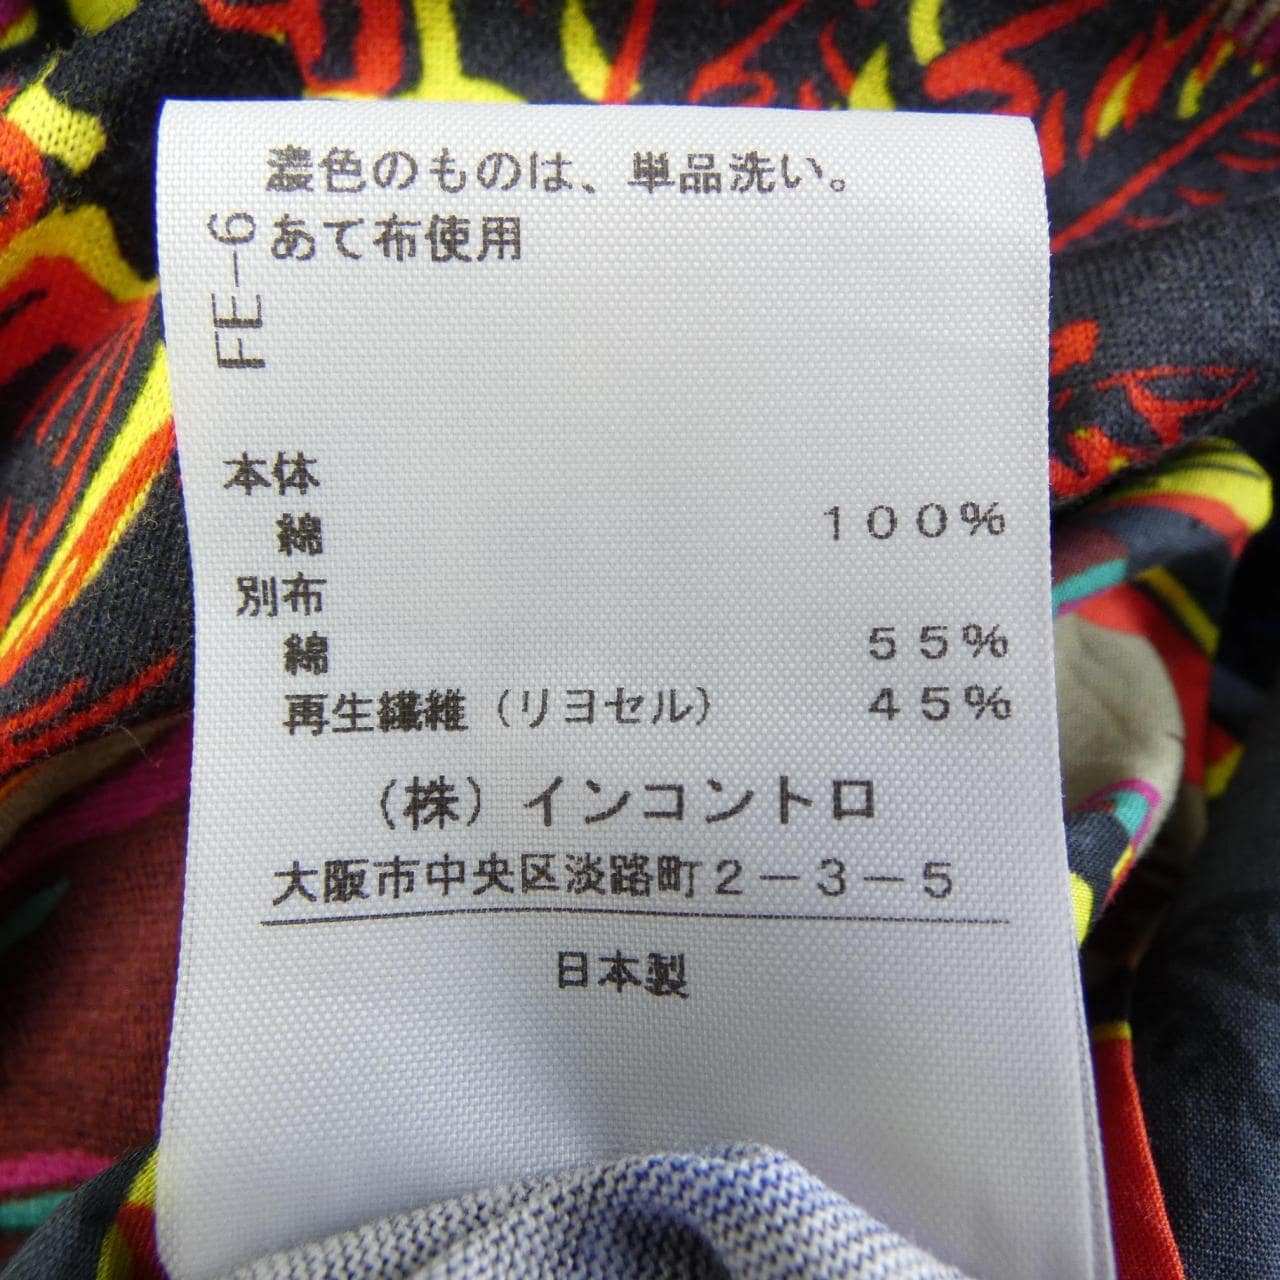 濃色のものは、単品洗い。
あて布使用
FE-6
本体
綿 100%
別布
綿 55%
再生繊維（リヨセル） 45%
（株）インコントロ
大阪市中央区淡路町2-3-5
日本製